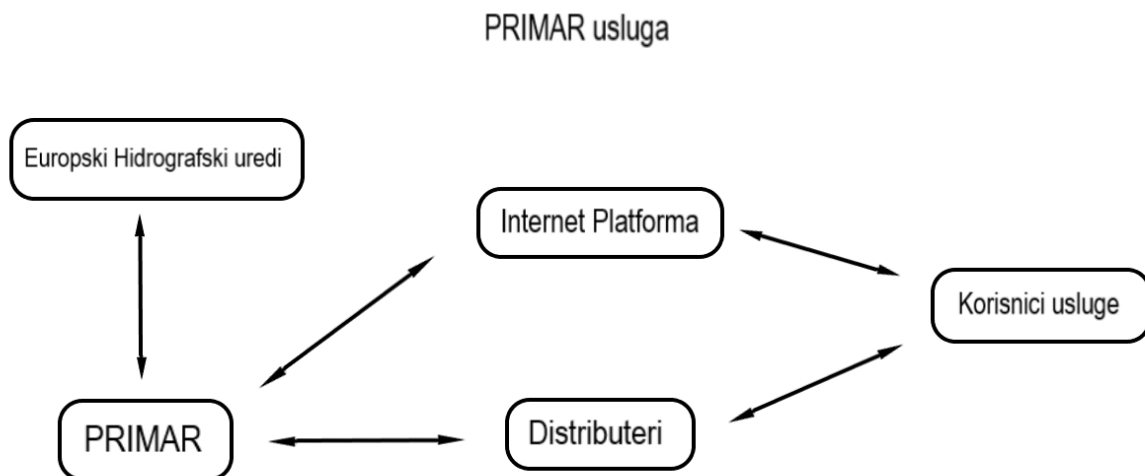 PRIMAR usluga
Europski Hidrografski uredi
Internet Platforma
Korisnici usluge
PRIMAR
Distributeri